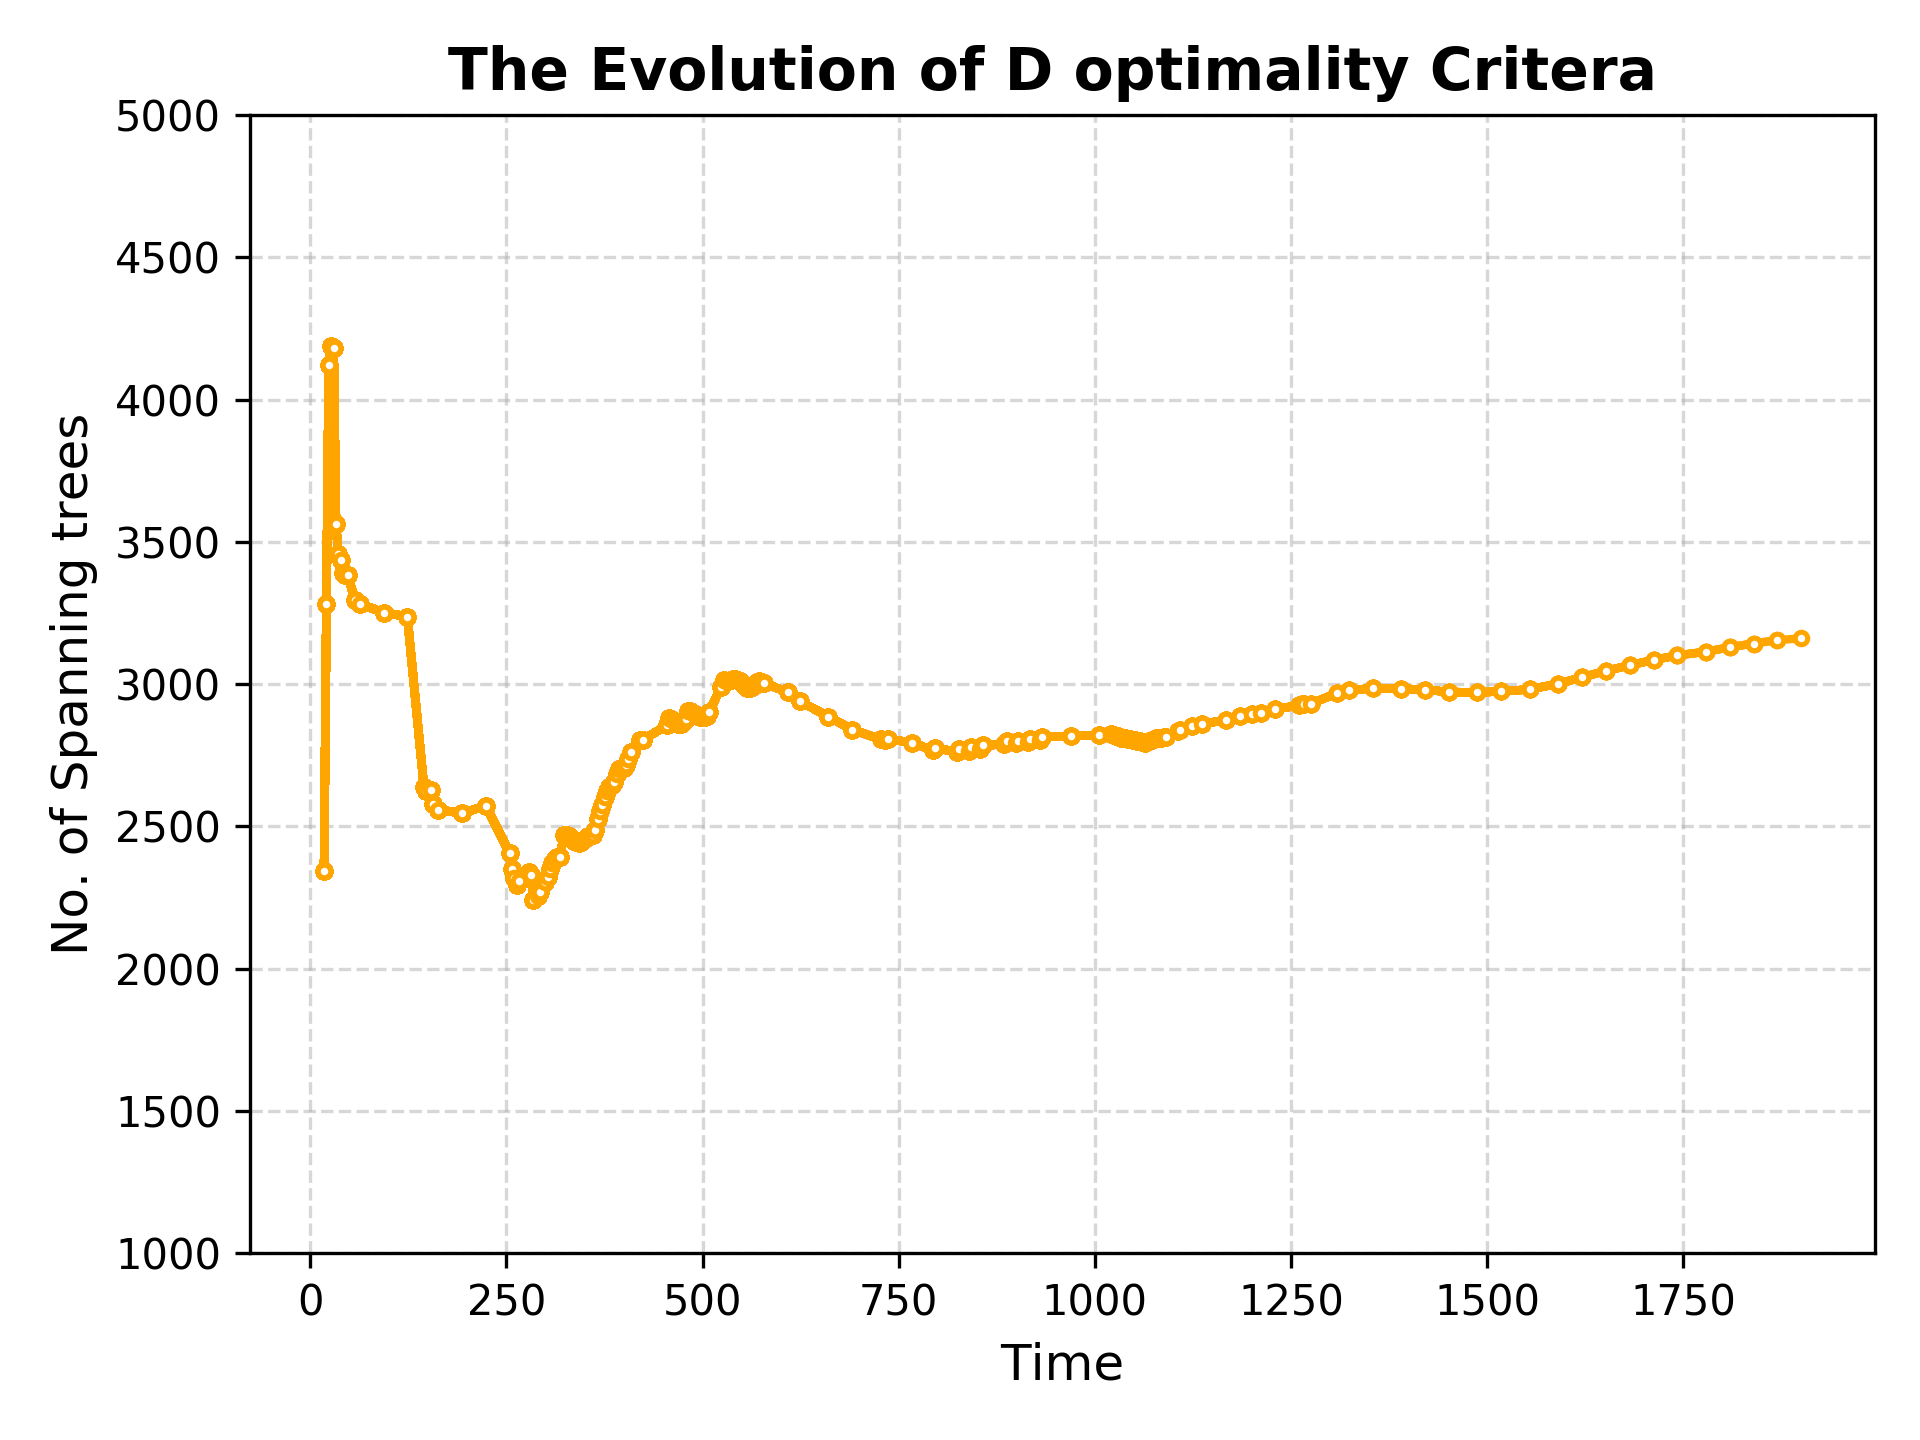 The Evolution of D optimality Critera
5000
4500
4000
3500
3000
2500
2000
1500
1000
No. of Spanning trees
0 250 500 750 1000 1250 1500 1750
Time